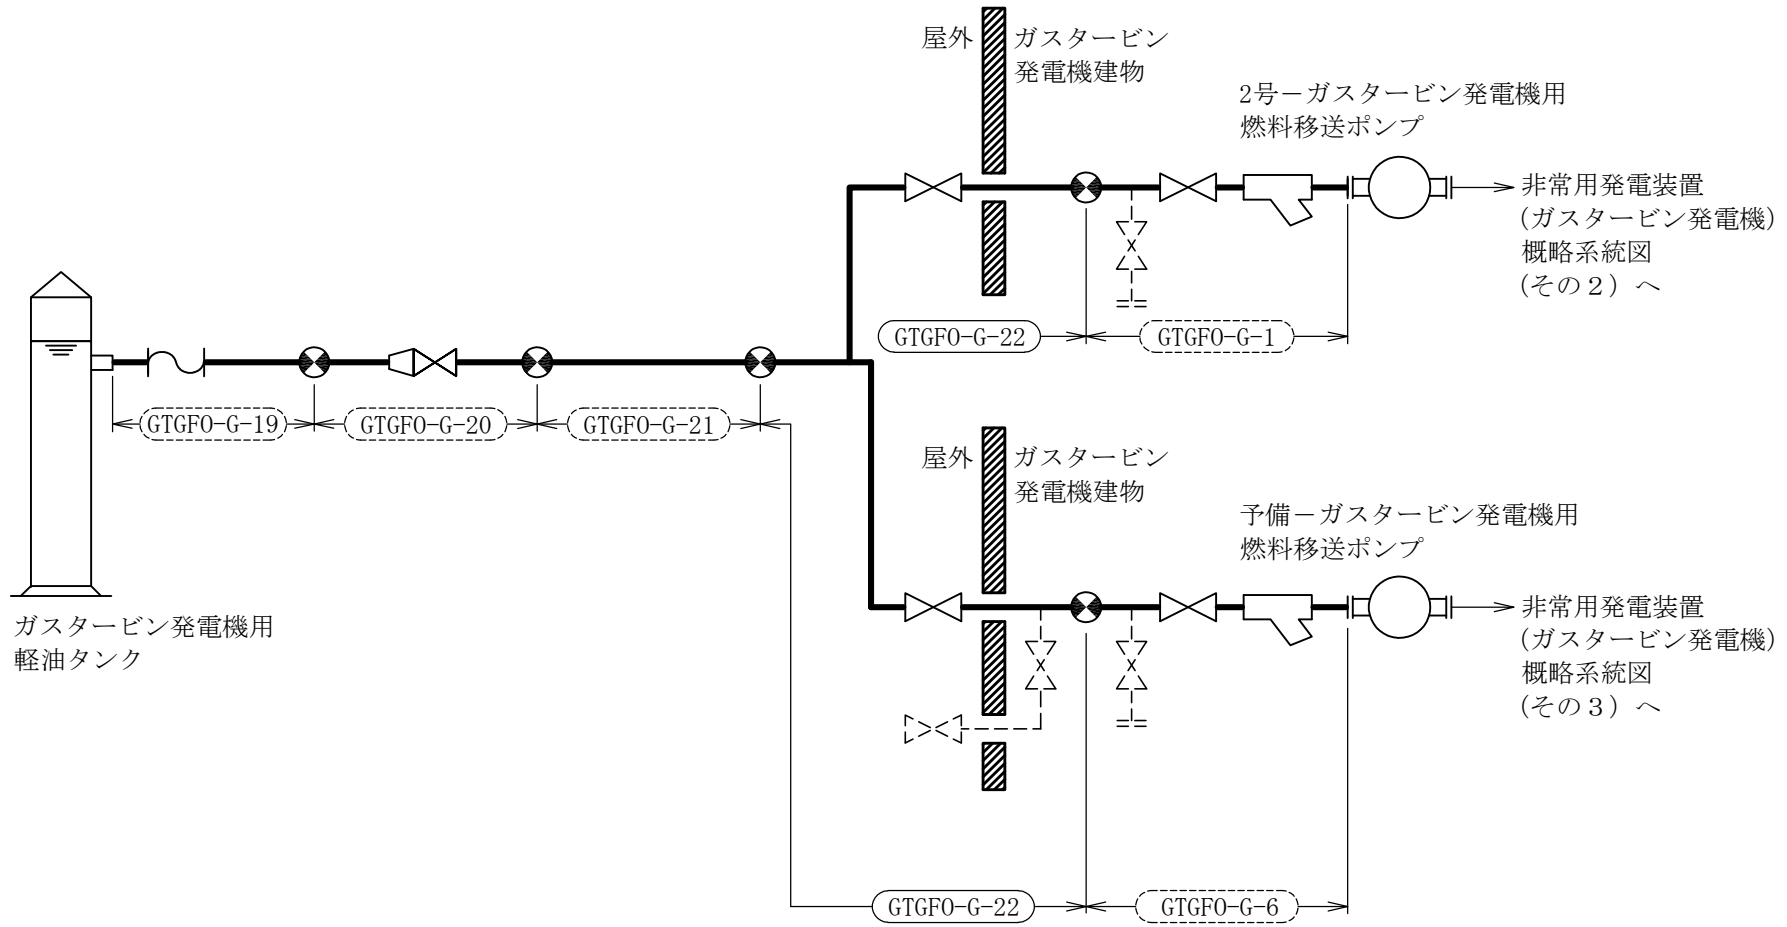 屋外
ガスタービン
発電機建物
2号－ガスタービン発電機用
燃料移送ポンプ
非常用発電装置
(ガスタービン発電機)
概略系統図
(その２) へ
GTGFO-G-22
GTGFO-G-1
GTGFO-G-19
GTGFO-G-20
GTGFO-G-21
屋外
ガスタービン
発電機建物
予備－ガスタービン発電機用
燃料移送ポンプ
非常用発電装置
(ガスタービン発電機)
概略系統図
(その３) へ
ガスタービン発電機用
軽油タンク
GTGFO-G-22
GTGFO-G-6